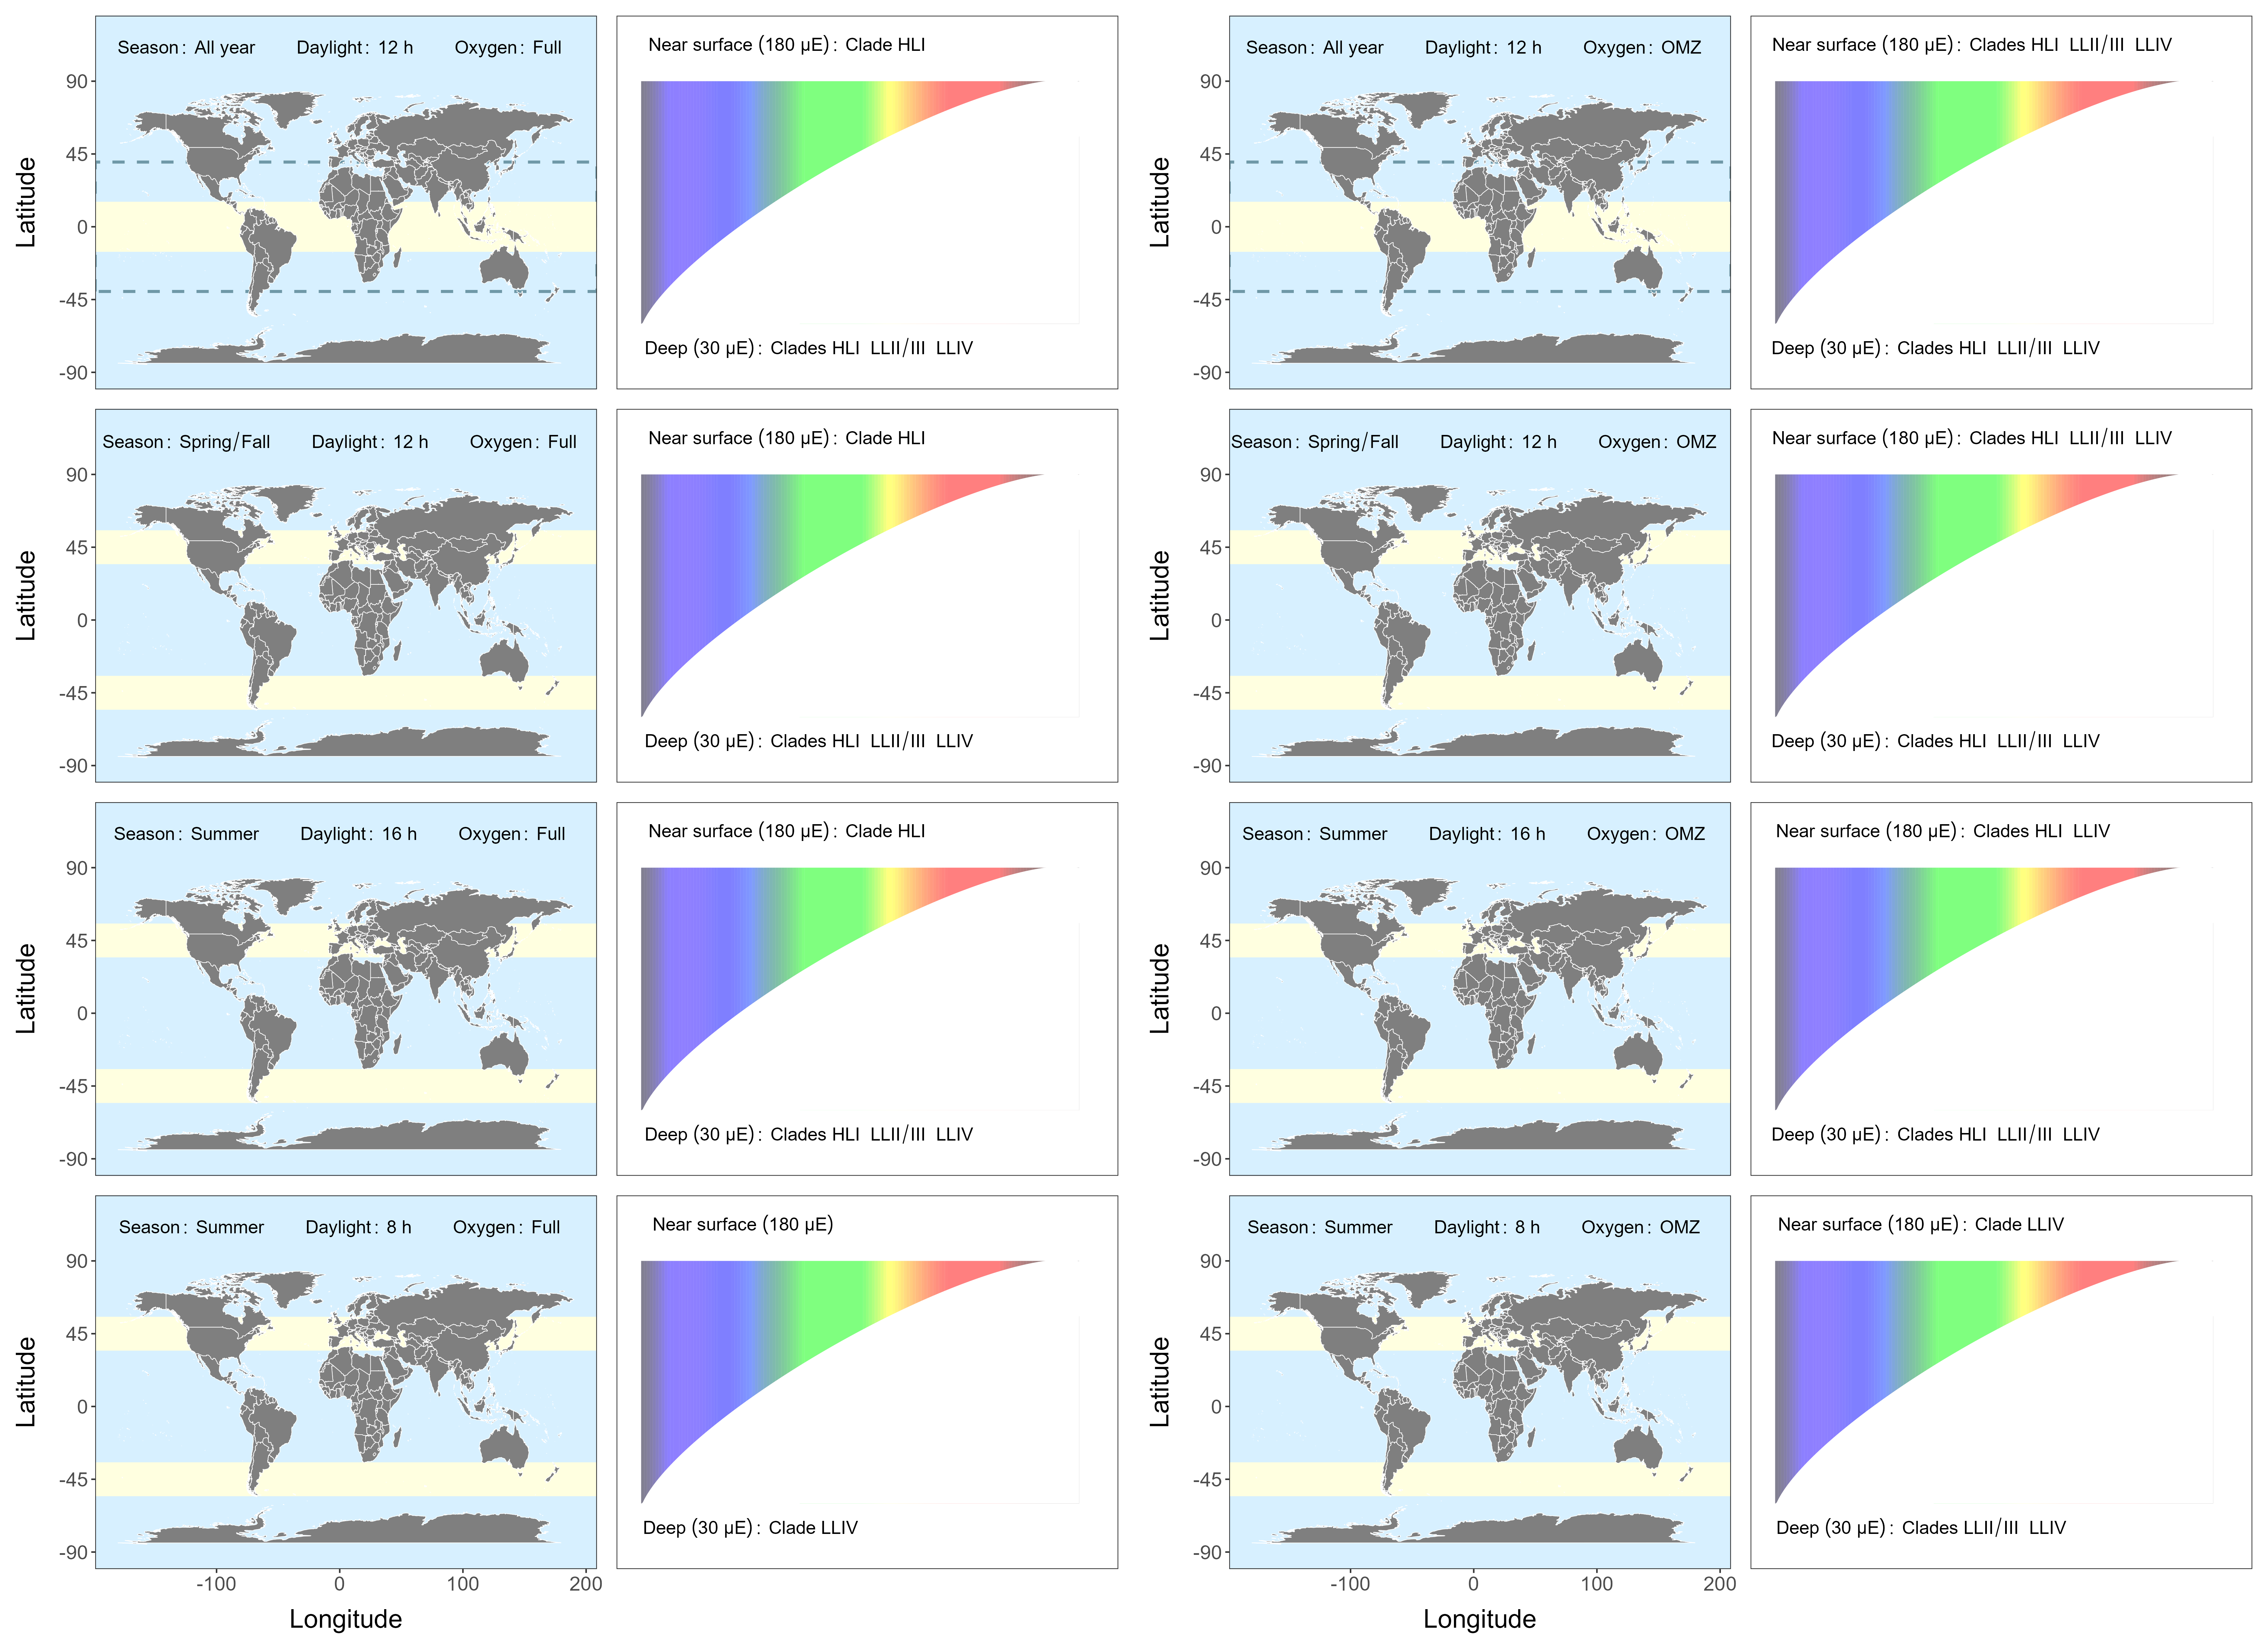 Season: All year Daylight: 12 h Oxygen: Full
90
45
0
-45
-90
Latitude
Near surface (180 µE): Clade HLI
Deep (30 µE): Clades HLI LLII/III LLIV
Season: All year Daylight: 12 h Oxygen: OMZ
90
45
0
-45
-90
Latitude
Near surface (180 µE): Clades HLI LLII/III LLIV
Deep (30 µE): Clades HLI LLII/III LLIV
Season: Spring/Fall Daylight: 12 h Oxygen: Full
90
45
0
-45
-90
Latitude
Near surface (180 µE): Clade HLI
Deep (30 µE): Clades HLI LLII/III LLIV
Season: Spring/Fall Daylight: 12 h Oxygen: OMZ
90
45
0
-45
-90
Latitude
Near surface (180 µE): Clades HLI LLII/III LLIV
Deep (30 µE): Clades HLI LLII/III LLIV
Season: Summer Daylight: 16 h Oxygen: Full
90
45
0
-45
-90
Latitude
Near surface (180 µE): Clade HLI
Deep (30 µE): Clades HLI LLII/III LLIV
Season: Summer Daylight: 16 h Oxygen: OMZ
90
45
0
-45
-90
Latitude
Near surface (180 µE): Clades HLI LLIV
Deep (30 µE): Clades HLI LLII/III LLIV
Season: Summer Daylight: 8 h Oxygen: Full
90
45
0
-45
-90
Latitude
-100 0 100 200
Longitude
Near surface (180 µE)
Deep (30 µE): Clade LLIV
Season: Summer Daylight: 8 h Oxygen: OMZ
90
45
0
-45
-90
Latitude
-100 0 100 200
Longitude
Near surface (180 µE): Clade LLIV
Deep (30 µE): Clades LLII/III LLIV